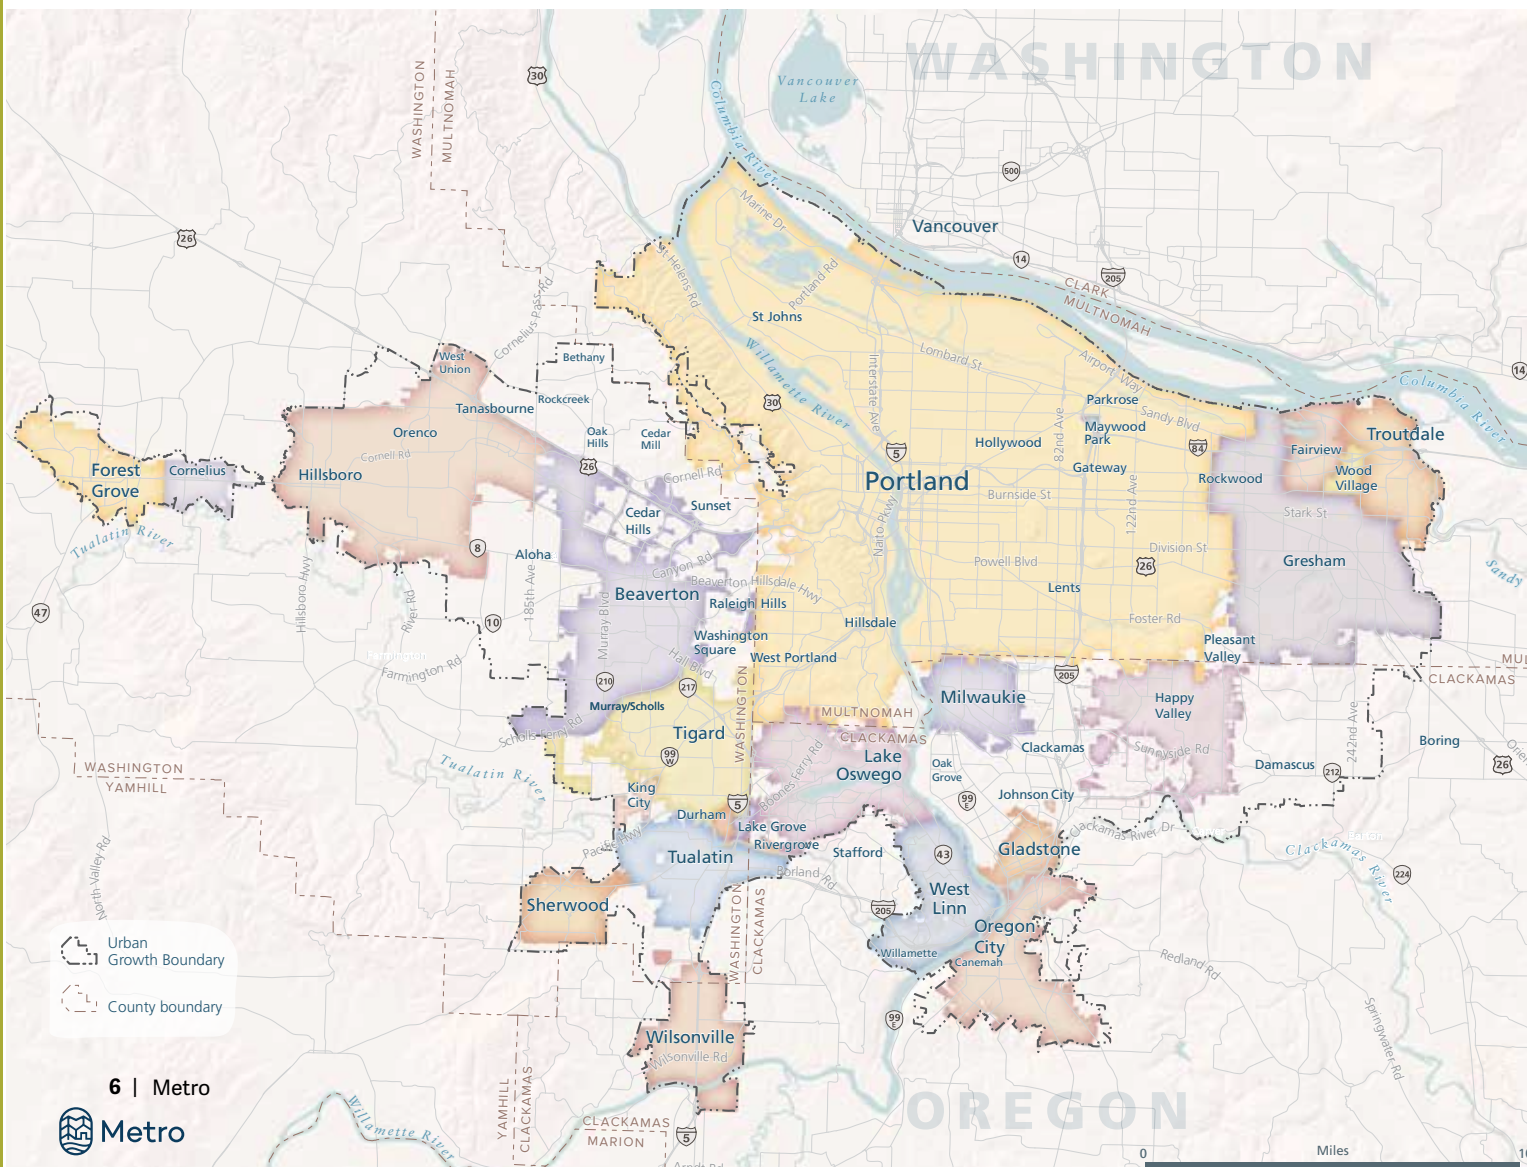 WASHINGTON
Vancouver
Lake
Columbia River
30
WASHINGTON
MULTNOMAH
500
26
Marine Dr
Vancouver
14
205
CLARK
MULTNOMAH
St Helens Rd
Portland Rd
Cornelius Pass Rd
St Johns
Willamette River
Interstate Ave
Lombard St
Airport Way
14
Columbia River
West
Union
Bethany
Rockcreek
Tanasbourne
30
Parkrose
Sandy Blvd
Maywood
Park
82nd Ave
Orenco
Oak
Hills
Cedar
Mill
Hollywood
84
Troutdale
Fairview
5
Cornell Rd
Forest
Grove
Cornelius
Hillsboro
26
Cornell Rd
Portland
Gateway
Rockwood
Wood
Village
Burnside St
122nd Ave
Sunset
Cedar
Hills
Naito Pkwy
Stark St
Tualatin River
8
Aloha
Canyon Rd
Powell Blvd
Division St
26
Gresham
Sandy
Hillsboro Hwy
River Rd
185th Ave
Beaverton Hillsdale Hwy
Beaverton
Raleigh Hills
Lents
47
10
Murray Blvd
Hillsdale
Foster Rd
Washington
Square
Pleasant
Valley
Farmington
Farmington Rd
Hall Blvd
West Portland
MUL
CLACKAMAS
210
217
205
Milwaukie
Happy
Valley
Murray/Scholls
WASHINGTON
MULTNOMAH
CLACKAMAS
Scholls Ferry Rd
Tigard
242nd Ave
99
W
Lake
Oswego
Clackamas
Sunnyside Rd
Boring
WASHINGTON
YAMHILL
Tualatin River
Boones Ferry Rd
Oak
Grove
Damascus
212
26
King
City
5
99
E
Johnson City
Durham
Lake Grove
Rivergrove
Clackamas River Dr
Pacific Hwy
Tualatin
Stafford
43
Gladstone
Clackamas River
Borland Rd
North Valley Rd
224
West
Linn
Sherwood
205
WASHINGTON
CLACKAMAS
Oregon
City
Willamette
Canemah
Redland Rd
Urban
Growth Boundary
County boundary
Springwater Rd
99
E
Wilsonville
Wilsonville Rd
6 | Metro
Metro
YAMHILL
CLACKAMAS
Willamette River
CLACKAMAS
MARION
5
OREGON
0
Miles